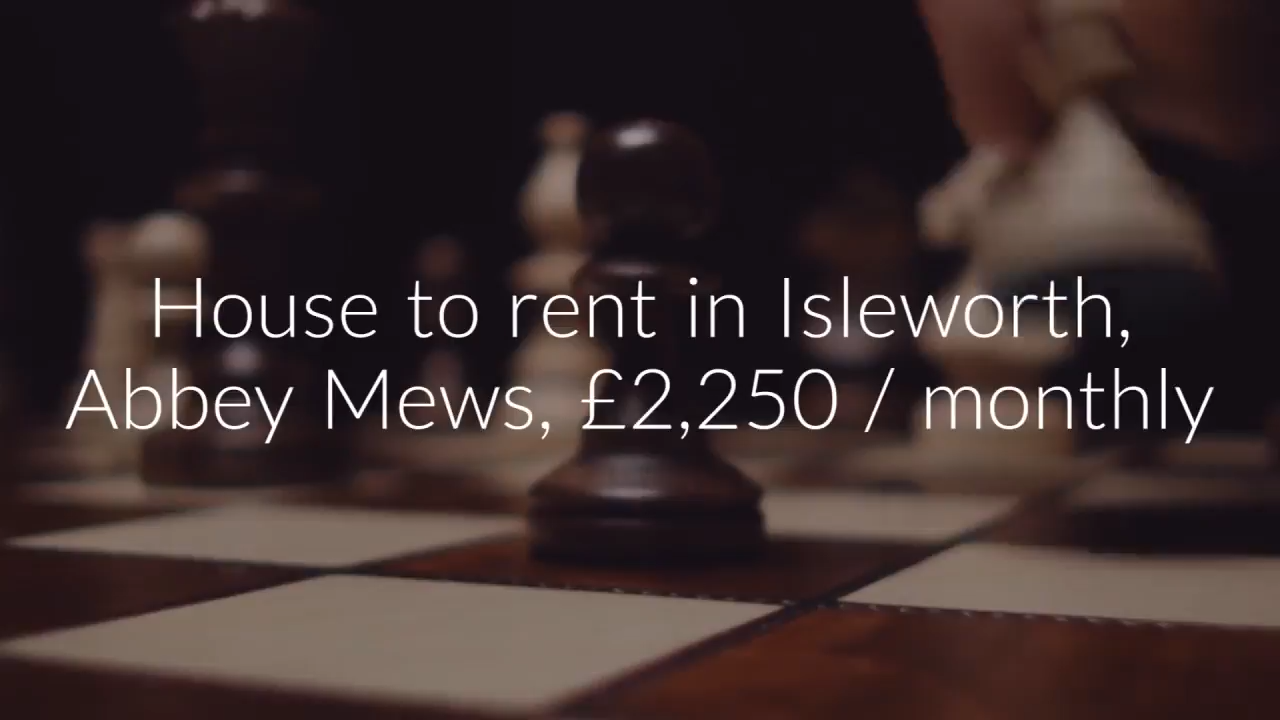 House to rent in Isleworth,
Abbey Mews, £2,250 / monthly